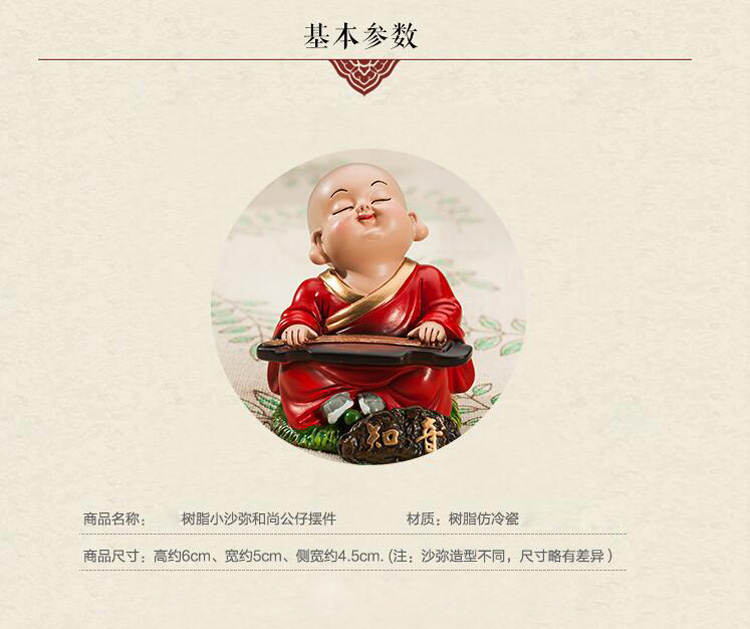 基本参数
知音
商品名称： 树脂小沙弥和尚公仔摆件 材质：树脂仿冷瓷
商品尺寸：高约6cm、宽约5cm、侧宽约4.5cm. (注：沙弥造型不同，尺寸略有差异 )